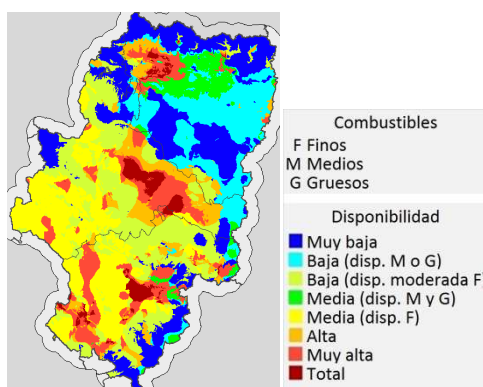 Combustibles
F Finos
M Medios
G Gruesos
Disponibilidad
Muy baja
Baja (disp. M o G)
Baja (disp. moderada F)
Media (disp. M y G)
Media (disp. F)
Alta
Muy alta
Total